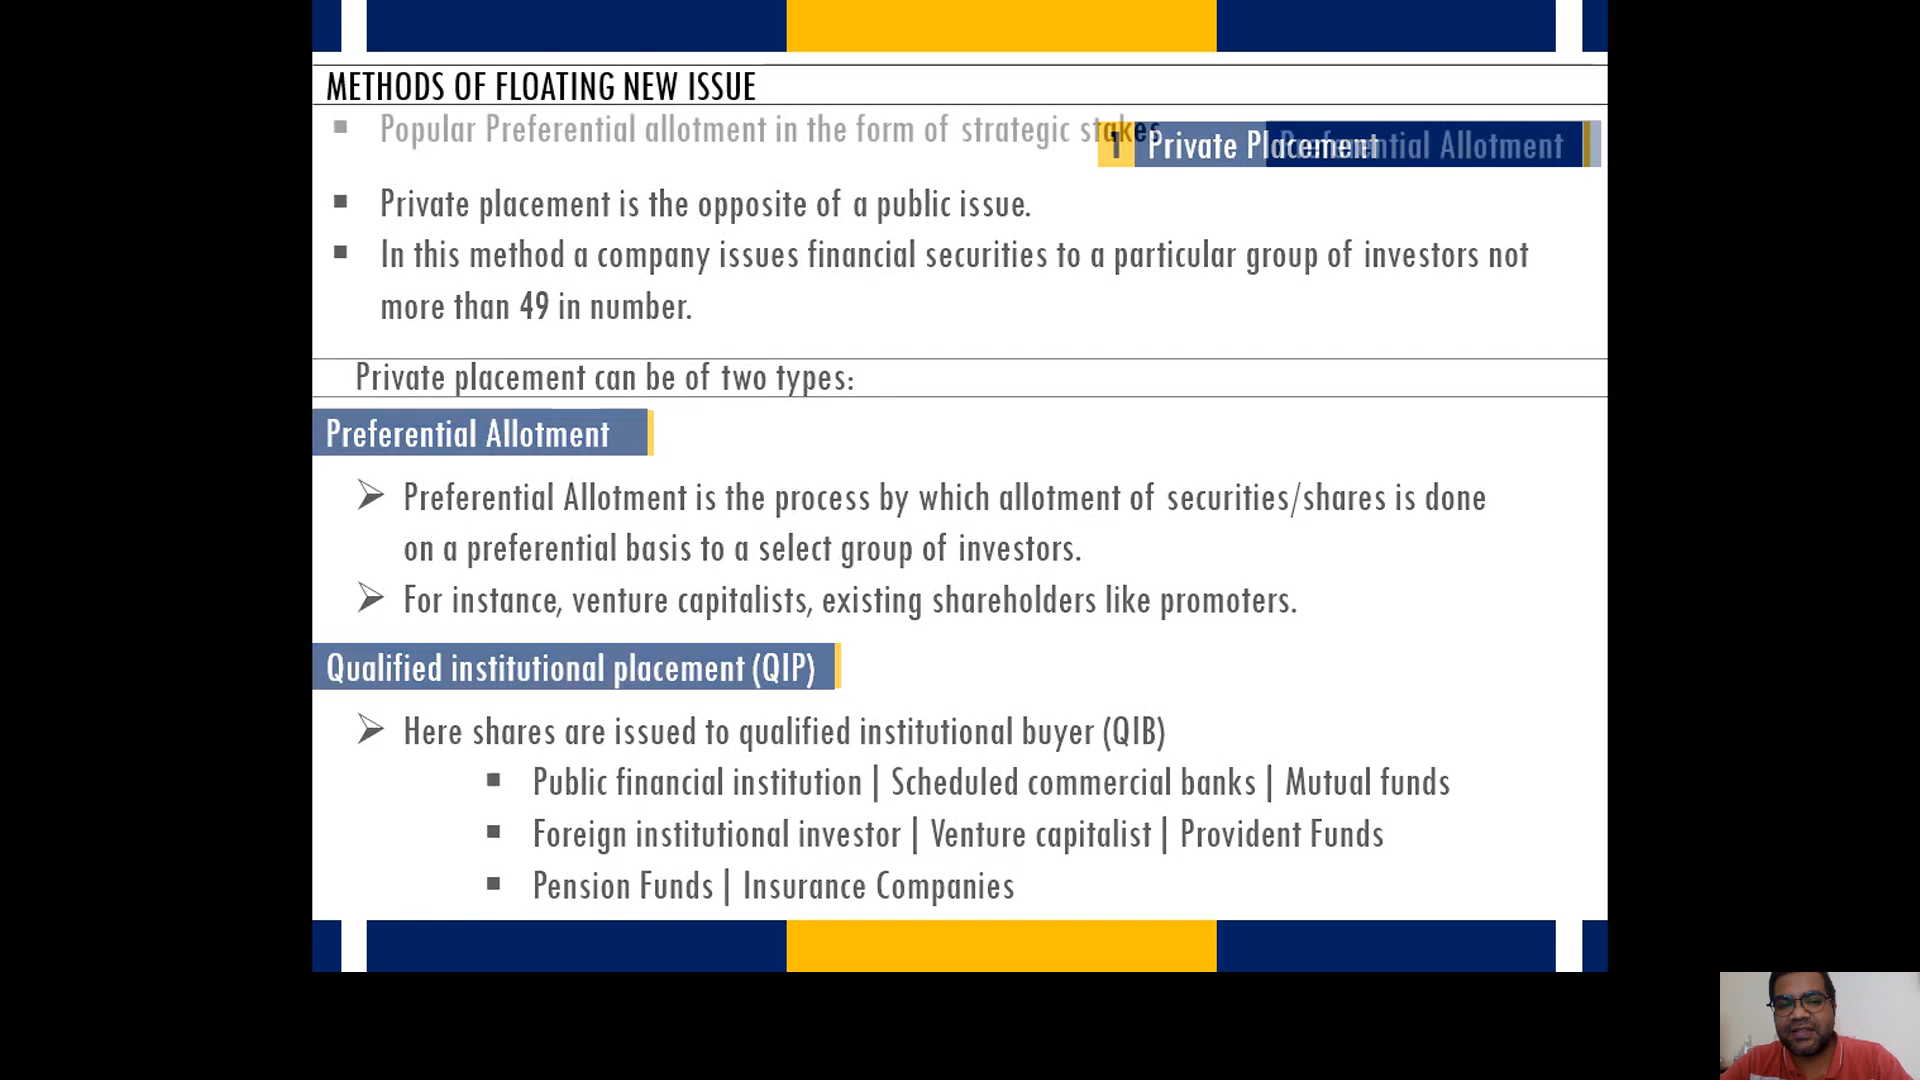 METHODS OF FLOATING NEW ISSUE
Popular Preferential allotment in the form of strategic stakes
1 Private Placement
Preferential Allotment
Private placement is the opposite of a public issue.
In this method a company issues financial securities to a particular group of investors not
more than 49 in number.
Private placement can be of two types:
Preferential Allotment
Preferential Allotment is the process by which allotment of securities/shares is done
on a preferential basis to a select group of investors.
For instance, venture capitalists, existing shareholders like promoters.
Qualified institutional placement (QIP)
Here shares are issued to qualified institutional buyer (QIB)
Public financial institution | Scheduled commercial banks | Mutual funds
Foreign institutional investor | Venture capitalist | Provident Funds
Pension Funds | Insurance Companies